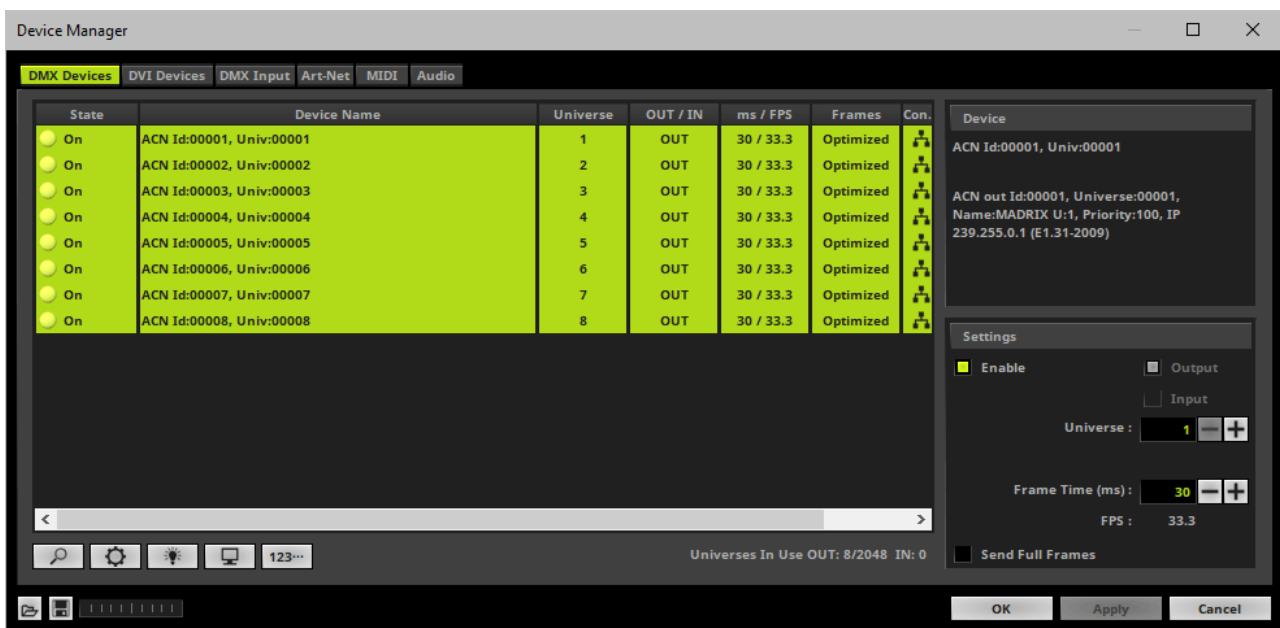 Device Manager
DMX Devices DVI Devices DMX Input Art-Net MIDI Audio
State Device Name Universe OUT / IN ms / FPS Frames Con.
On ACN Id:00001, Univ:00001 1 OUT 30 / 33.3 Optimized
On ACN Id:00002, Univ:00002 2 OUT 30 / 33.3 Optimized
On ACN Id:00003, Univ:00003 3 OUT 30 / 33.3 Optimized
On ACN Id:00004, Univ:00004 4 OUT 30 / 33.3 Optimized
On ACN Id:00005, Univ:00005 5 OUT 30 / 33.3 Optimized
On ACN Id:00006, Univ:00006 6 OUT 30 / 33.3 Optimized
On ACN Id:00007, Univ:00007 7 OUT 30 / 33.3 Optimized
On ACN Id:00008, Univ:00008 8 OUT 30 / 33.3 Optimized
123...
Universes In Use OUT: 8/2048 IN: 0
Device
ACN Id:00001, Univ:00001
ACN out Id:00001, Universe:00001,
Name:MADRIX U:1, Priority:100, IP
239.255.0.1 (E1.31-2009)
Settings
Enable Output
Input
Universe : 1
Frame Time (ms) : 30
FPS : 33.3
Send Full Frames
OK Apply Cancel